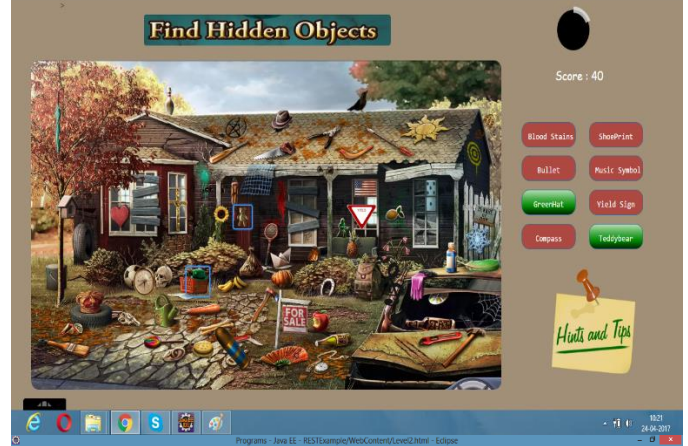 Find Hidden Objects
Score : 40
Blood Stains
ShoePrint
Bullet
Music Symbol
GreenHat
Yield Sign
Compass
Teddybear
FOR
SALE
Hints and Tips
10:21
24-04-2017
Programs - Java EE - RESTExample/WebContent/Level2.html - Eclipse